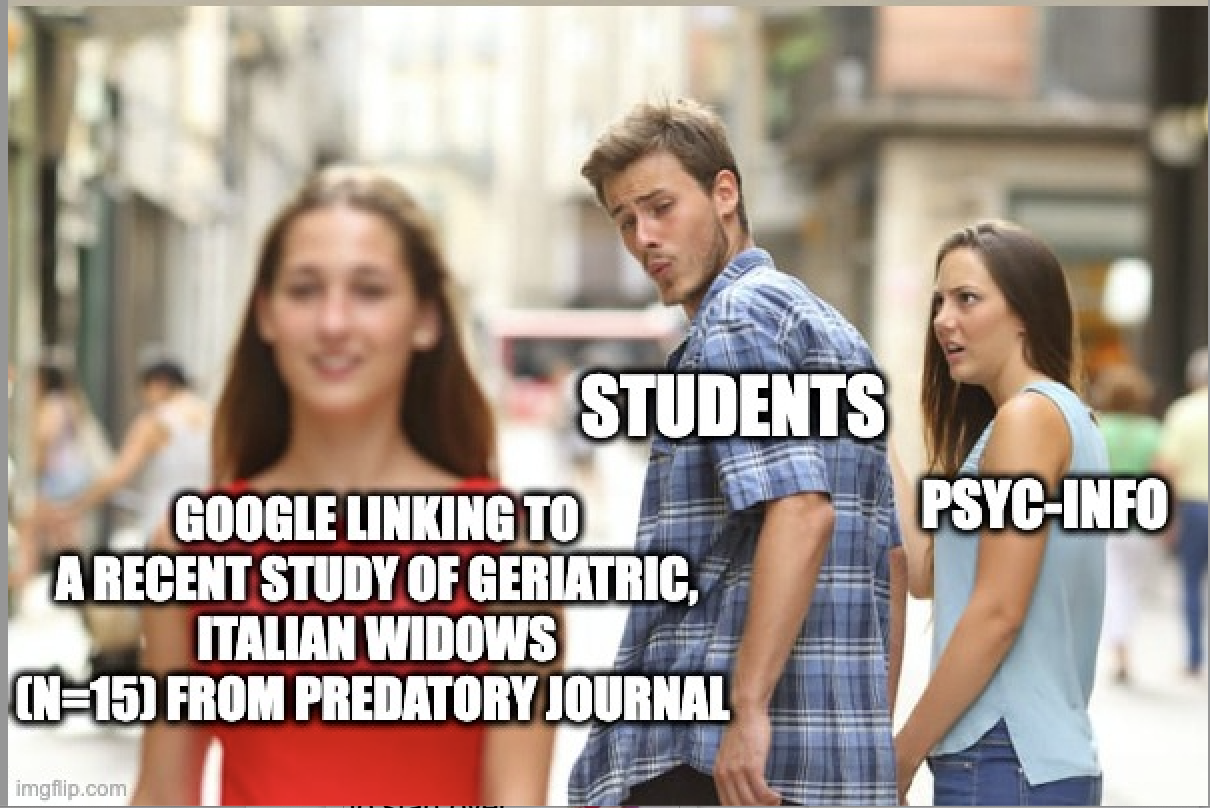 STUDENTS
PSYC-INFO
GOOGLE LINKING TO
A RECENT STUDY OF GERIATRIC,
ITALIAN WIDOWS
(N=15) FROM PREDATORY JOURNAL
imgflip.com